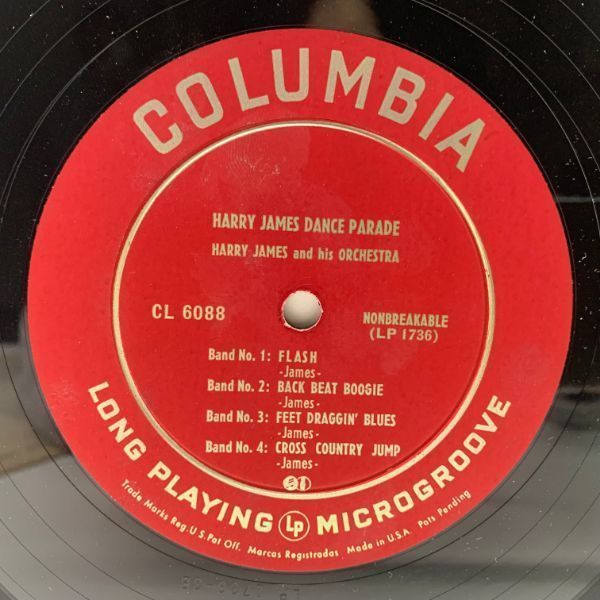 COLUMBIA
HARRY JAMES DANCE PARADE
HARRY JAMES and his ORCHESTRA
CL 6088
NONBREAKABLE
(LP 1736)
Band No. 1: FLASH
-James-
Band No. 2: BACK BEAT BOOGIE
-James-
Band No. 3: FEET DRAGGIN' BLUES
-James-
Band No. 4: CROSS COUNTRY JUMP
-James-
LONG PLAYING LP MICROGROOVE
Trade Marks Reg. U.S. Pat Off. Marcas Registradas Made in U.S.A. Pats Pending